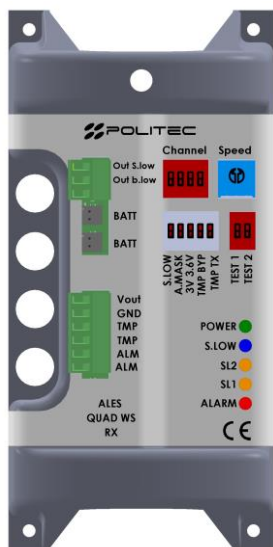 POLITEC
Out S.low
Out b.low
BATT
BATT
Vout
GND
TMP
TMP
ALM
ALM
ALES
QUAD WS
RX
Channel
Speed
S.LOW
A.MASK
3V 3.6V
TMP BYP
TMP TX
TEST 1
TEST 2
POWER
S.LOW
SL2
SL1
ALARM
CE